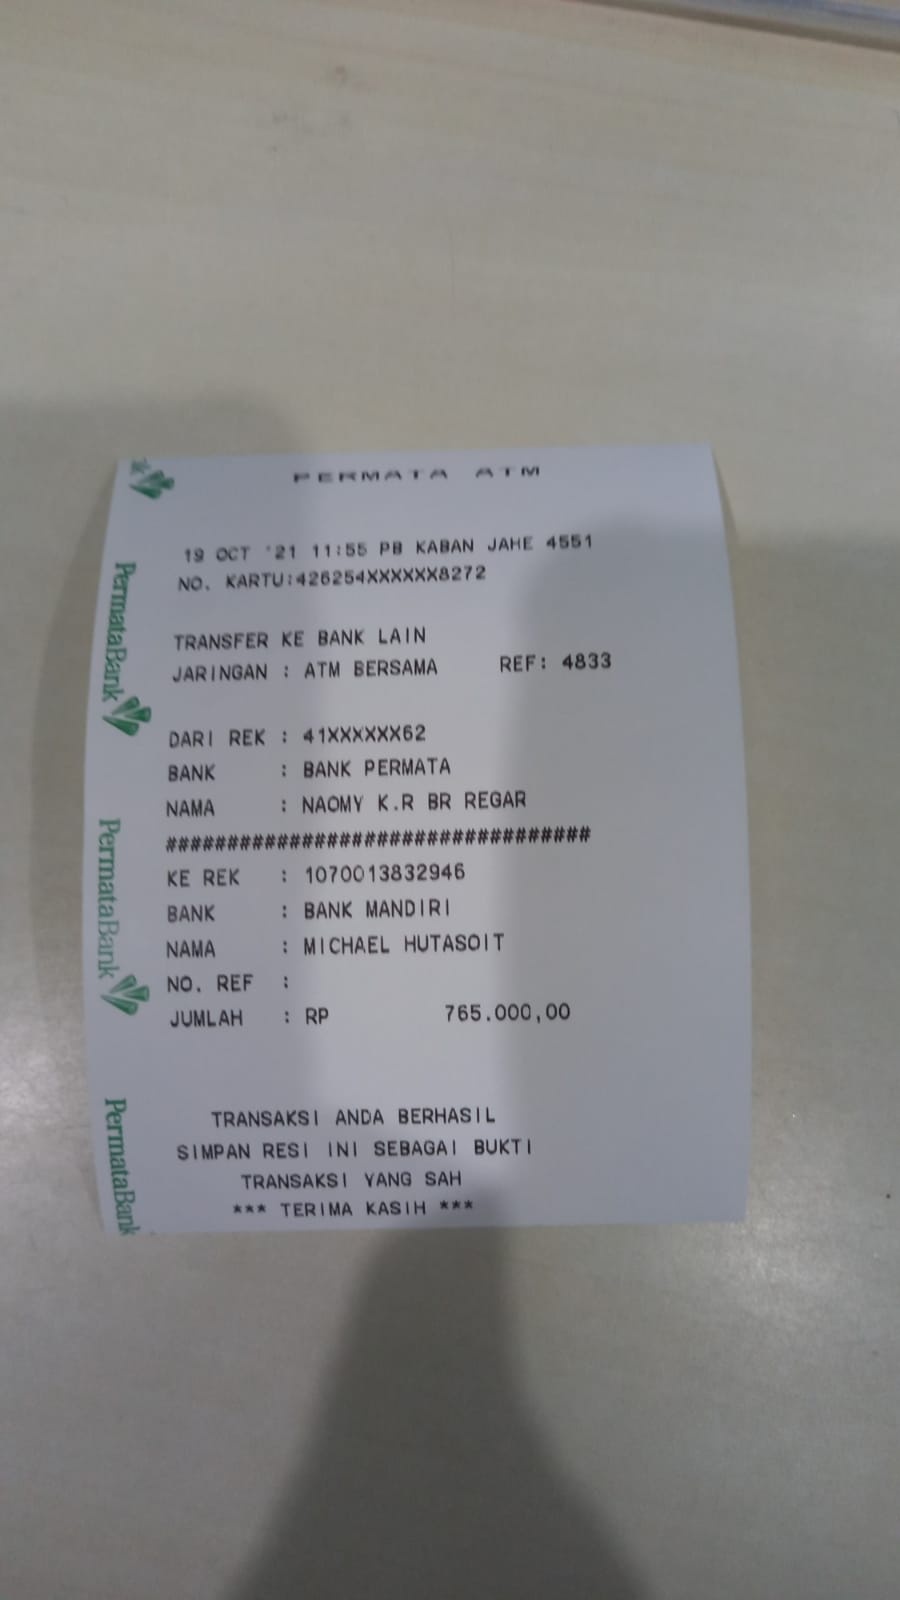 PERMATA ATM
19 OCT '21 11:55 PB KABAN JAHE 4551
NO. KARTU:426254XXXXXX8272
TRANSFER KE BANK LAIN
JARINGAN : ATM BERSAMA REF: 4833
DARI REK : 41XXXXXX62
BANK : BANK PERMATA
NAMA : NAOMY K.R BR REGAR
###################################
KE REK : 1070013832946
BANK : BANK MANDIRI
NAMA : MICHAEL HUTASOIT
NO. REF :
JUMLAH : RP 765.000,00
TRANSAKSI ANDA BERHASIL
SIMPAN RESI INI SEBAGAI BUKTI
TRANSAKSI YANG SAH
*** TERIMA KASIH ***
PermataBank
PermataBank
PermataBank